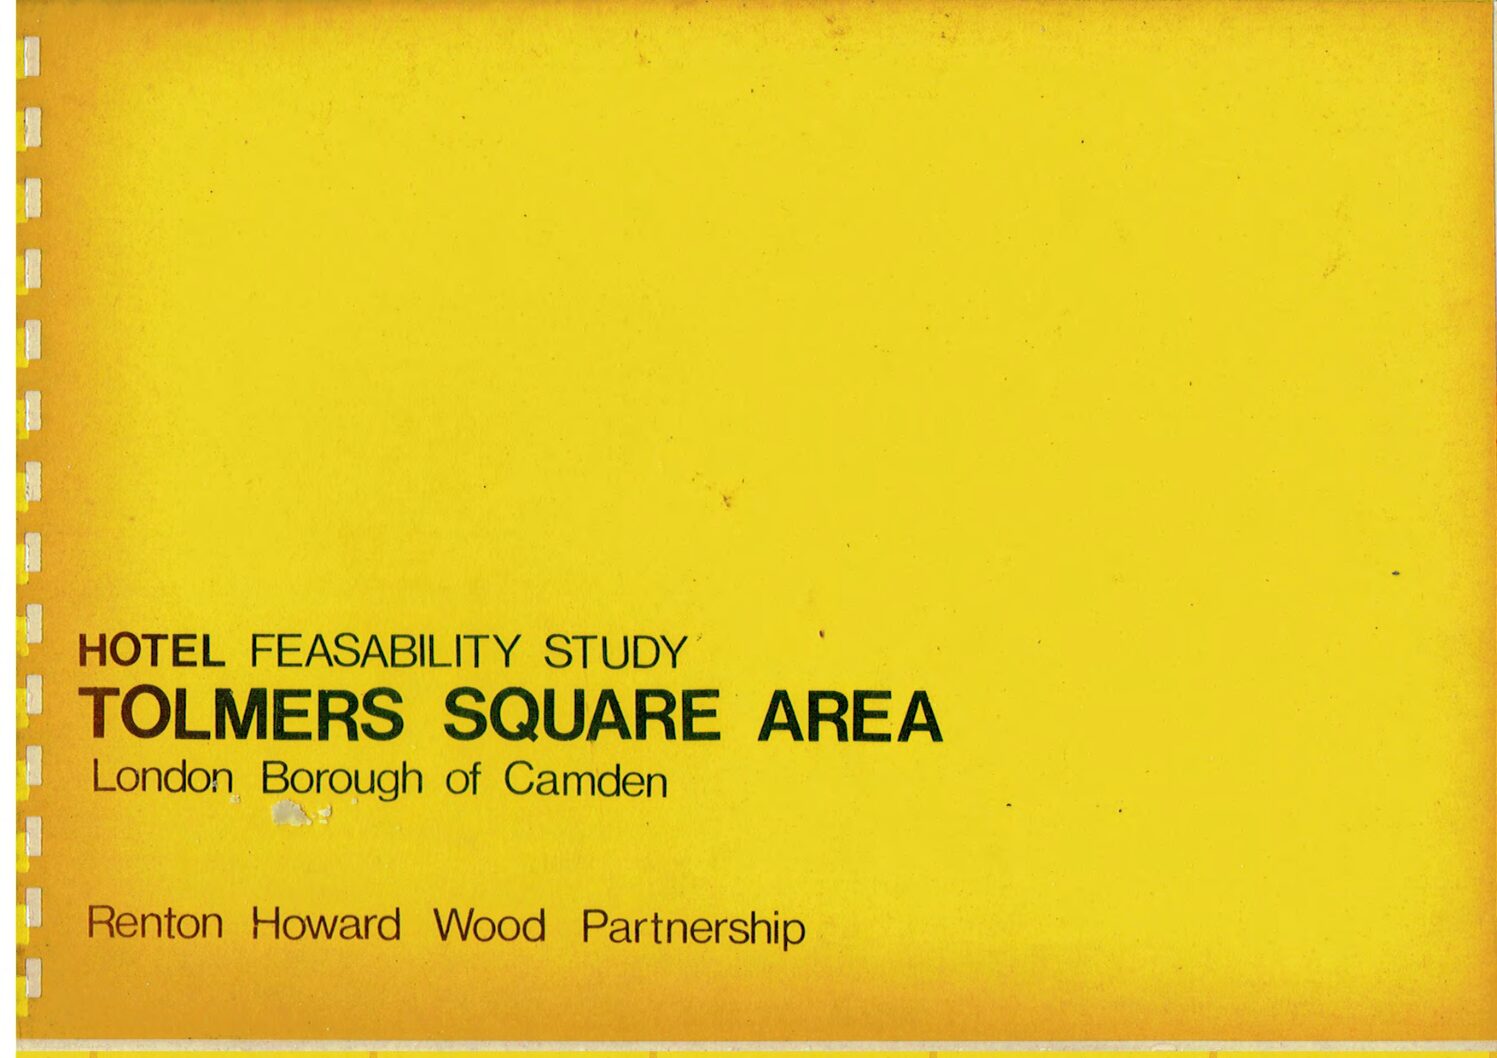 HOTEL FEASABILITY STUDY
TOLMERS SQUARE AREA
London Borough of Camden
Renton Howard Wood Partnership